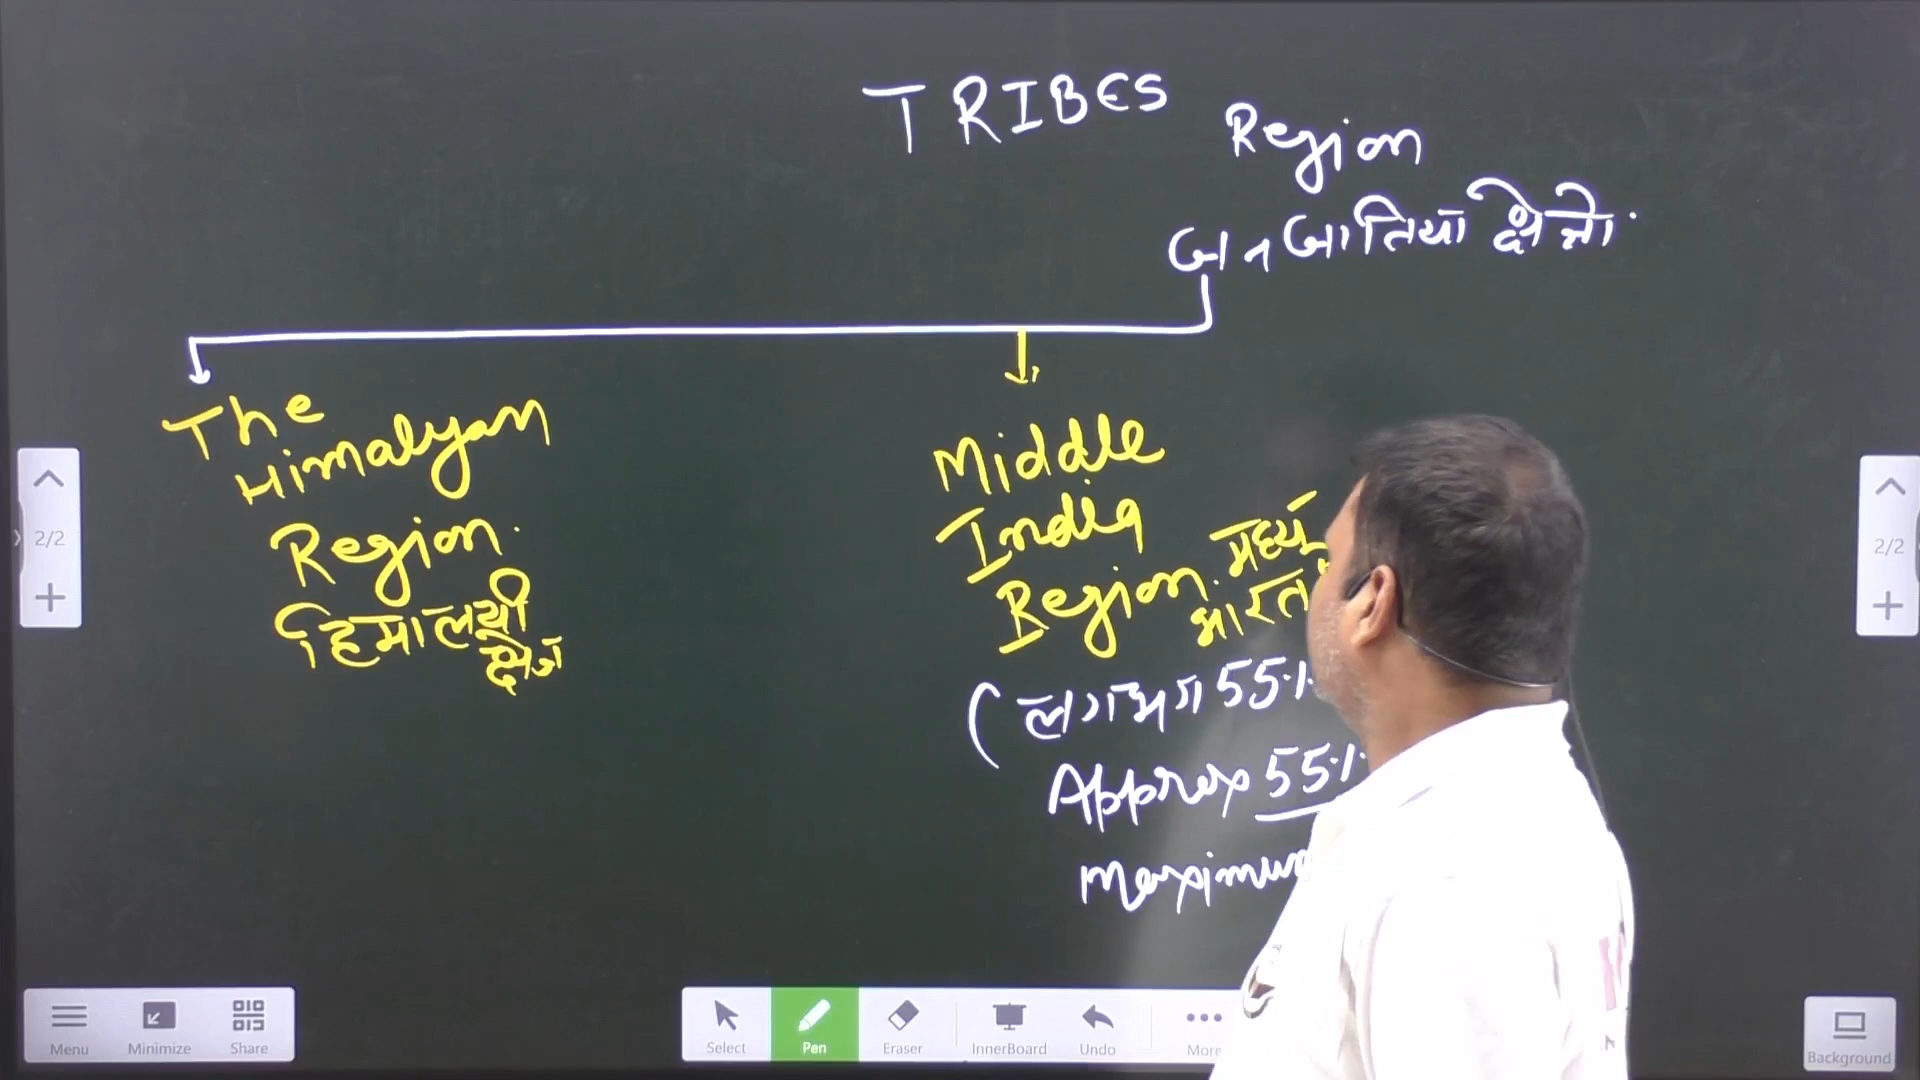 TRIBES
Region
जनजातियाँ क्षेत्रो.
The
Himalyan
Region.
हिमालयी
क्षेत्र
Middle
India
Region. मध्य
भारत
(लगभग 55%
Approx 55%
2/2
2/2
Menu
Minimize
Share
Select
Pen
Eraser
InnerBoard
Undo
More
Background